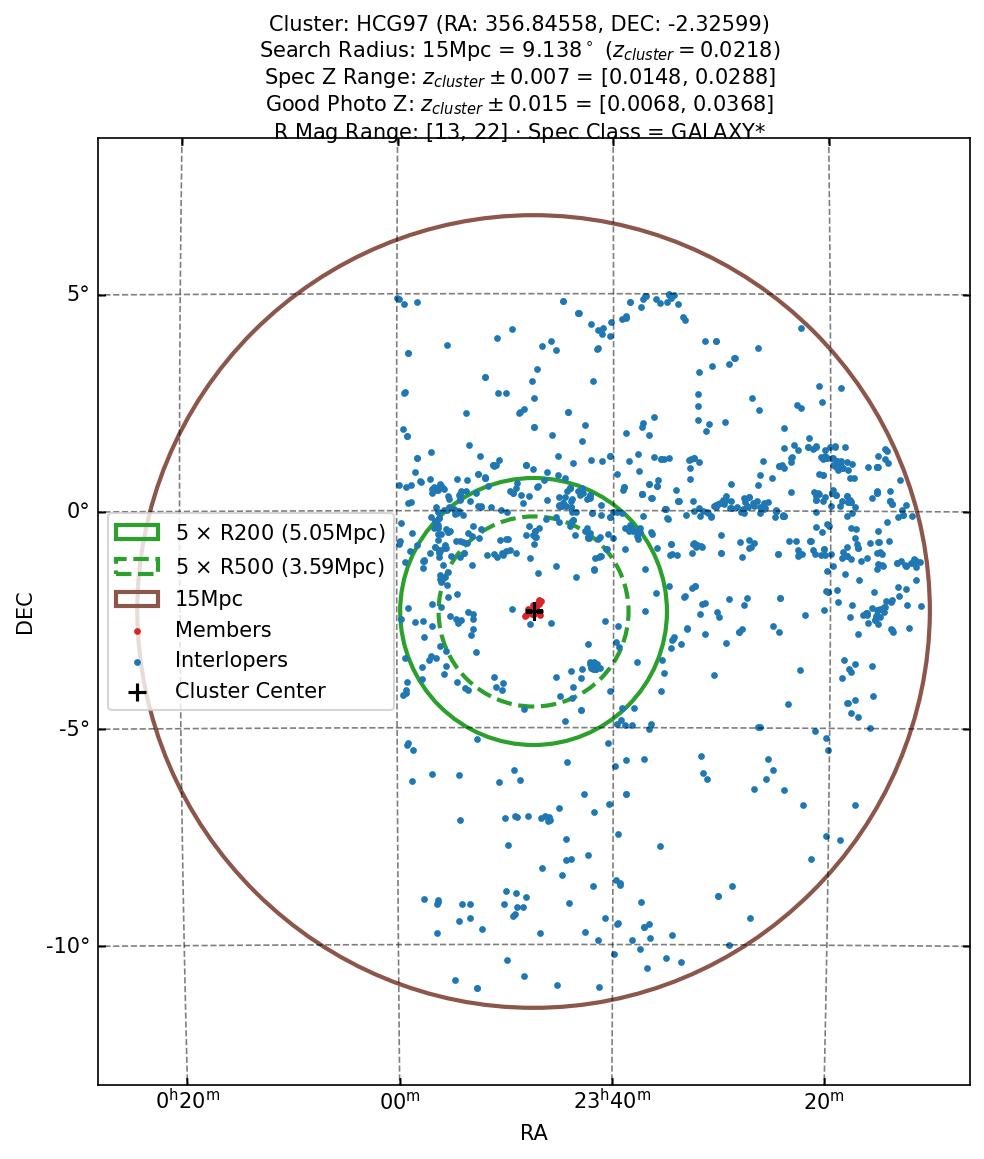 Cluster: HCG97 (RA: 356.84558, DEC: -2.32599)
Search Radius: 15Mpc = 9.138° (z_cluster = 0.0218)
Spec Z Range: z_cluster ± 0.007 = [0.0148, 0.0288]
Good Photo Z: z_cluster ± 0.015 = [0.0068, 0.0368]
R Mag Range: [13, 22] · Spec Class = GALAXY*
5°
0°
-5°
-10°
DEC
5 × R200 (5.05Mpc)
5 × R500 (3.59Mpc)
15Mpc
Members
Interlopers
Cluster Center
0h20m 00m 23h40m 20m
RA